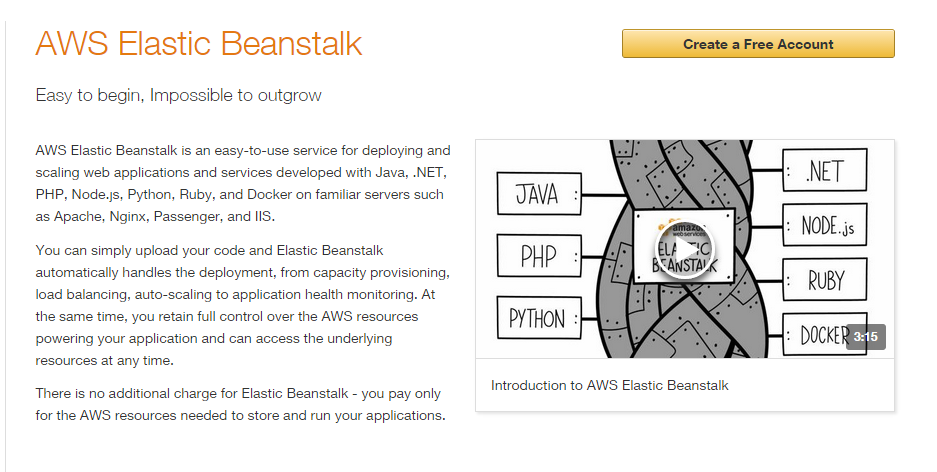 AWS Elastic Beanstalk
Create a Free Account
Easy to begin, Impossible to outgrow
AWS Elastic Beanstalk is an easy-to-use service for deploying and
scaling web applications and services developed with Java, .NET,
PHP, Node.js, Python, Ruby, and Docker on familiar servers such
as Apache, Nginx, Passenger, and IIS.
You can simply upload your code and Elastic Beanstalk
automatically handles the deployment, from capacity provisioning,
load balancing, auto-scaling to application health monitoring. At
the same time, you retain full control over the AWS resources
powering your application and can access the underlying
resources at any time.
There is no additional charge for Elastic Beanstalk - you pay only
for the AWS resources needed to store and run your applications.
JAVA
PHP
PYTHON
amazon
web services
ELASTIC
BEANSTALK
.NET
NODE.js
RUBY
DOCKER
3:15
Introduction to AWS Elastic Beanstalk